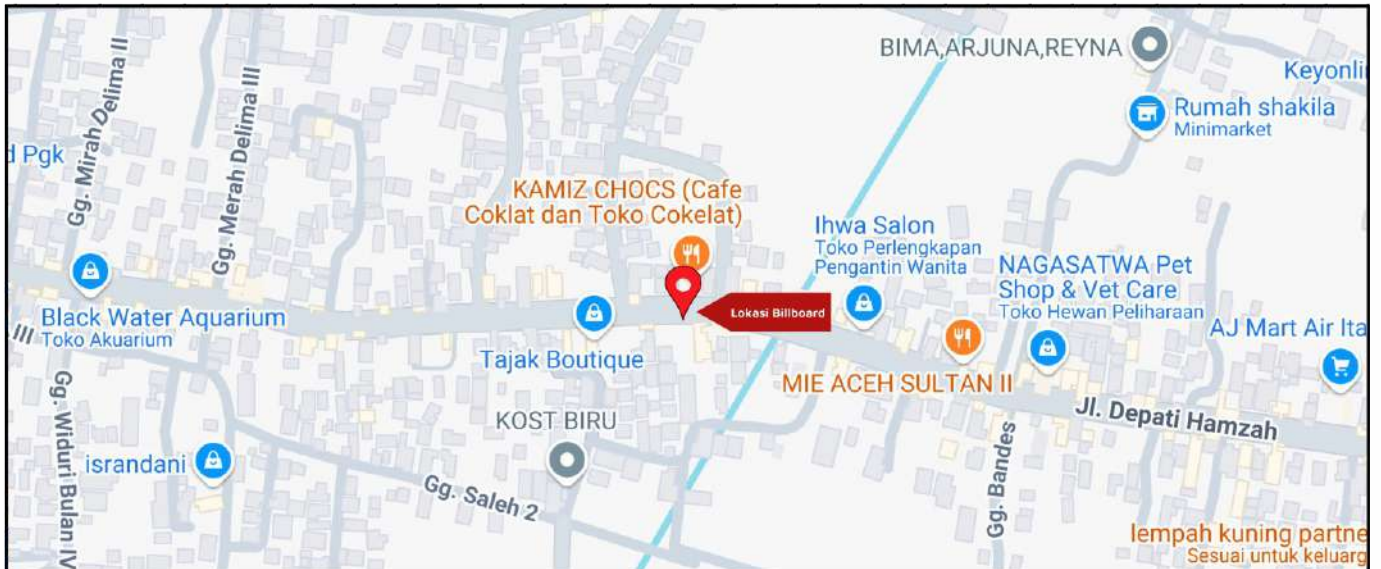 BIMA,ARJUNA,REYNA
Keyonli
Rumah shakila
Minimarket
d Pgk
Gg. Mirah Delima II
Gg. Merah Delima III
KAMIZ CHOCS (Cafe
Coklat dan Toko Cokelat)
Ihwa Salon
Toko Perlengkapan
Pengantin Wanita
NAGASATWA Pet
Shop & Vet Care
Toko Hewan Peliharaan
Lokasi Billboard
Black Water Aquarium
Toko Akuarium
III
Tajak Boutique
AJ Mart Air Ita
MIE ACEH SULTAN II
Jl. Depati Hamzah
KOST BIRU
Gg. Widuri Bulan IV
israndani
Gg. Saleh 2
Gg. Bandes
lempah kuning partne
Sesuai untuk keluarg